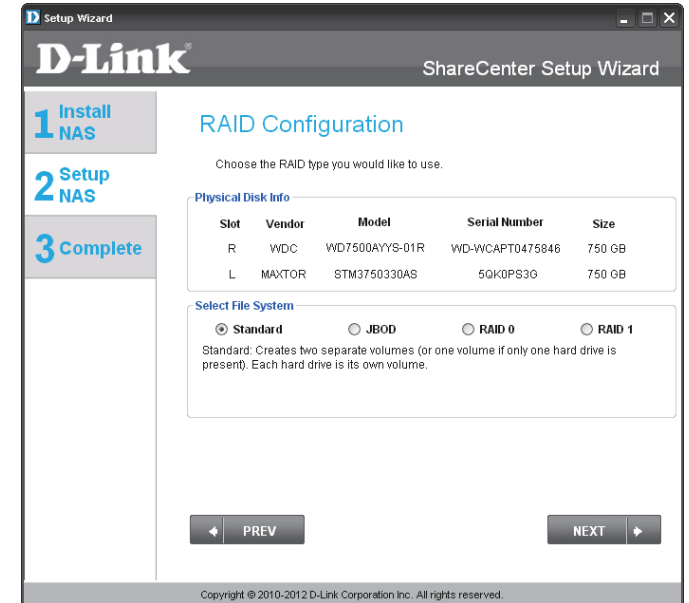 D Setup Wizard
D-Link®
ShareCenter Setup Wizard
1 Install
NAS
2 Setup
NAS
3 Complete
RAID Configuration
Choose the RAID type you would like to use.
Physical Disk Info
Slot Vendor Model Serial Number Size
R WDC WD7500AYYS-01R WD-WCAPT0475846 750 GB
L MAXTOR STM3750330AS 5QK0PS3G 750 GB
Select File System
Standard JBOD RAID 0 RAID 1
Standard: Creates two separate volumes (or one volume if only one hard drive is
present). Each hard drive is its own volume.
PREV NEXT
Copyright © 2010-2012 D-Link Corporation Inc. All rights reserved.